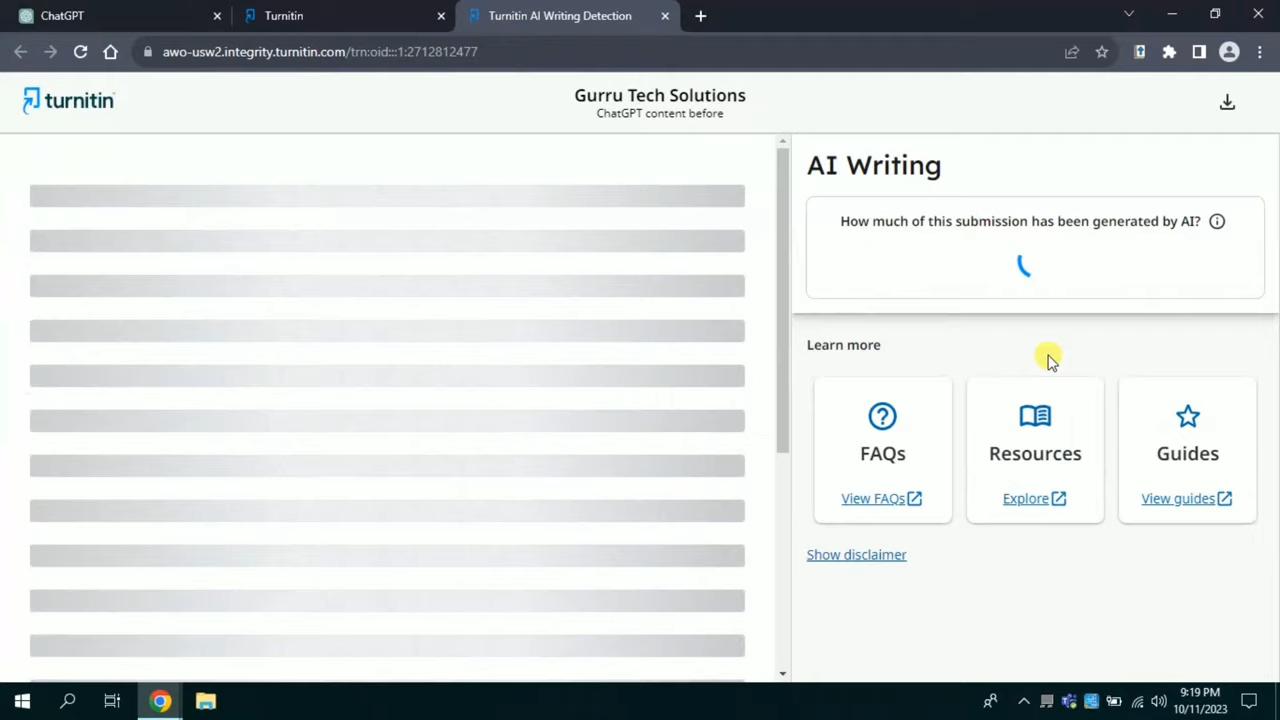 ChatGPT
Turnitin
Turnitin AI Writing Detection
awo-usw2.integrity.turnitin.com/trn:oid:::1:2712812477
turnitin
Gurru Tech Solutions
ChatGPT content before
AI Writing
How much of this submission has been generated by AI?
Learn more
FAQs
Resources
Guides
View FAQs
Explore
View guides
Show disclaimer
9:19 PM
10/11/2023